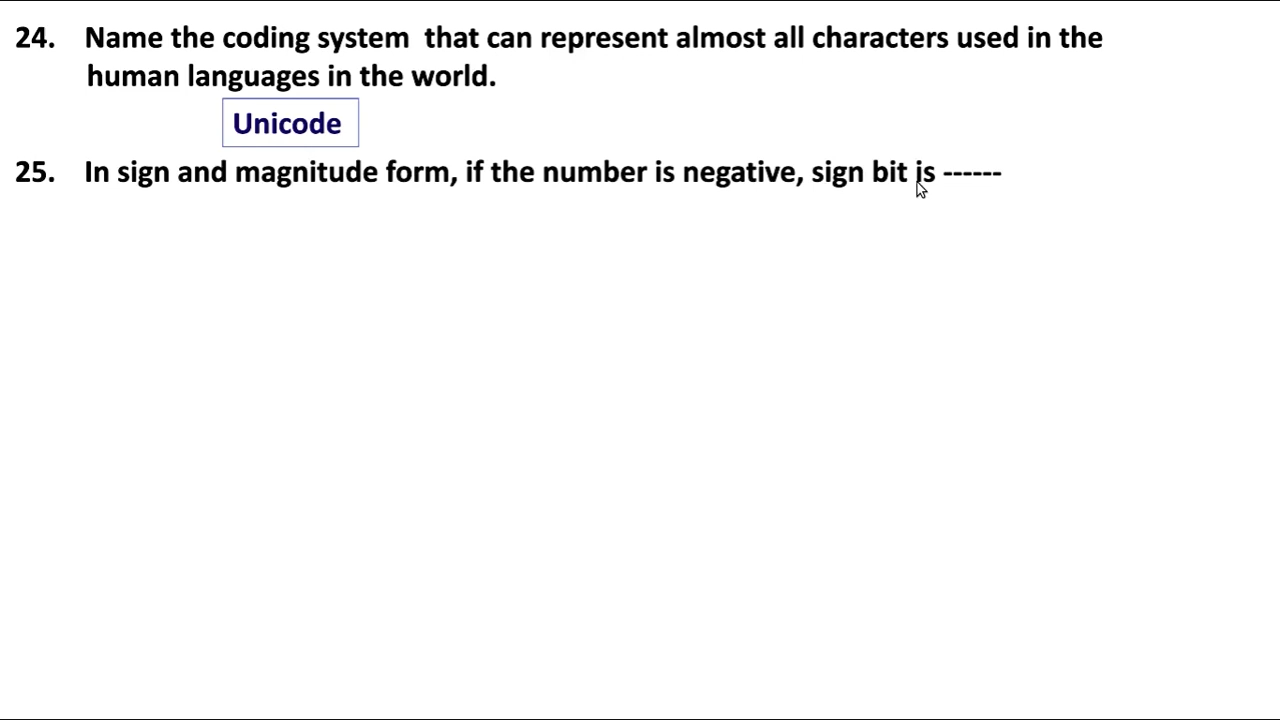 24. Name the coding system that can represent almost all characters used in the
human languages in the world.
Unicode
25. In sign and magnitude form, if the number is negative, sign bit is ------